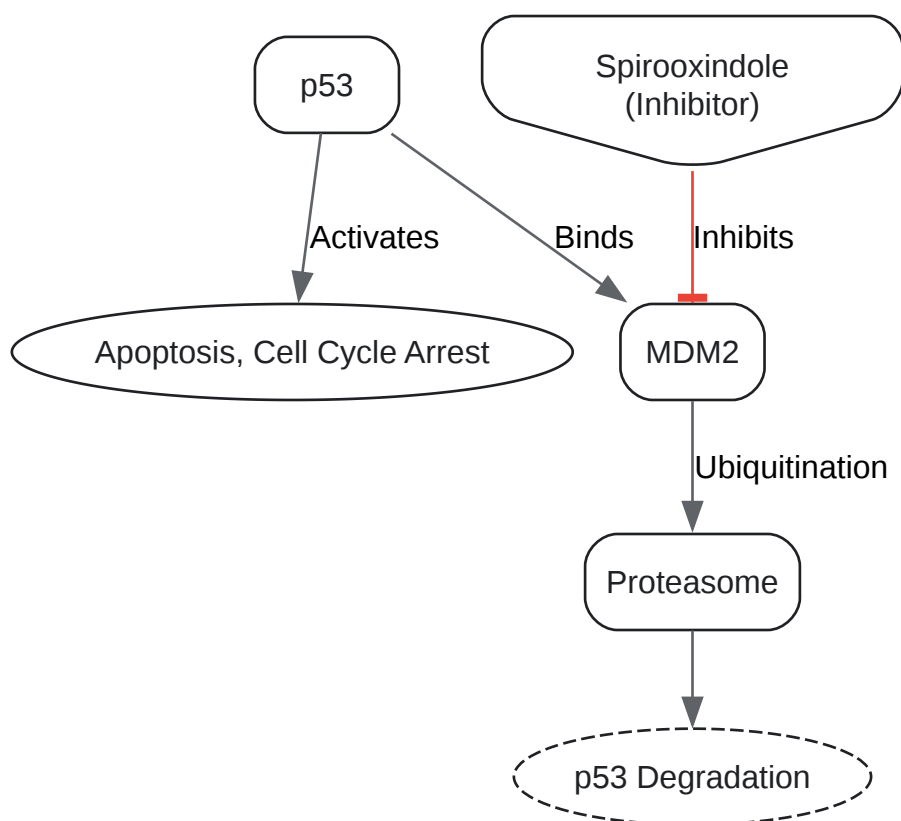 p53
Spirooxindole
(Inhibitor)
Activates
Binds
Inhibits
Apoptosis, Cell Cycle Arrest
MDM2
Ubiquitination
Proteasome
p53 Degradation